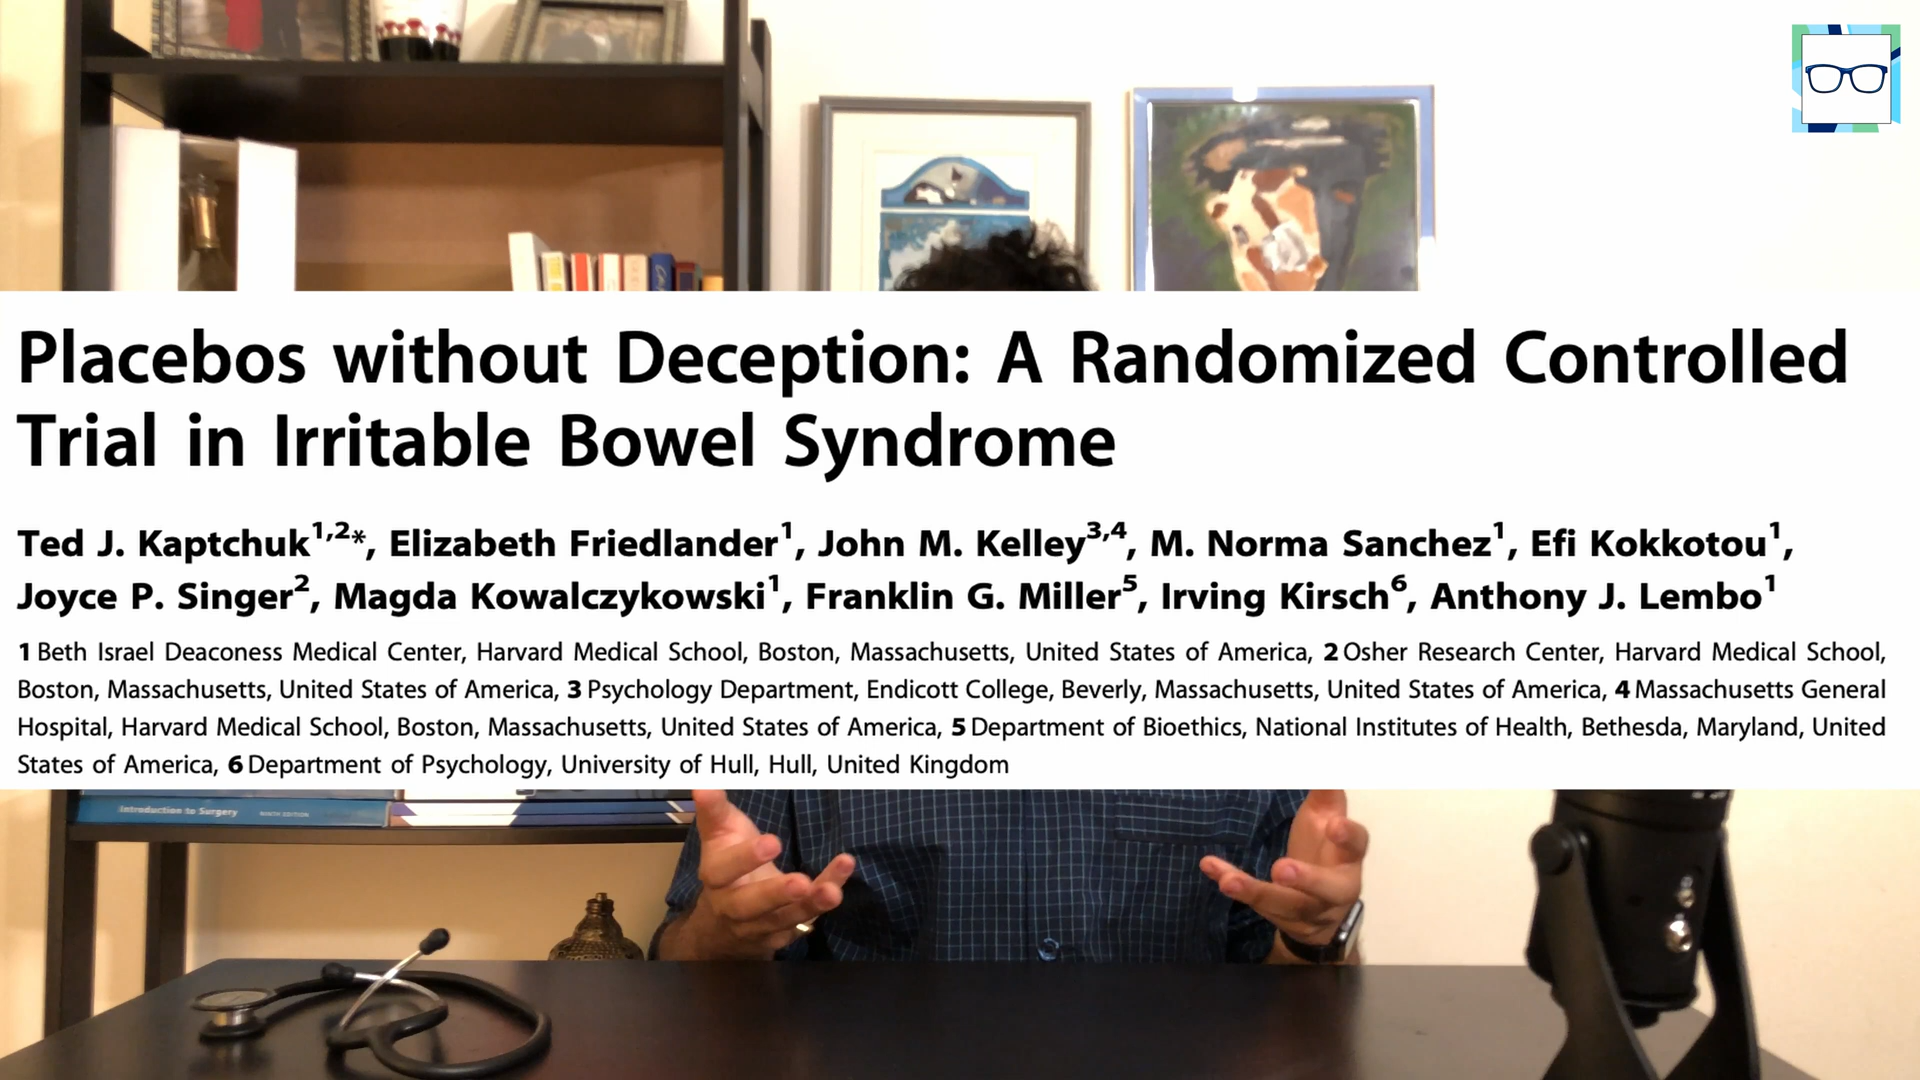 Placebos without Deception: A Randomized Controlled
Trial in Irritable Bowel Syndrome
Ted J. Kaptchuk1,2*, Elizabeth Friedlander1, John M. Kelley3,4, M. Norma Sanchez1, Efi Kokkotou1,
Joyce P. Singer2, Magda Kowalczykowski1, Franklin G. Miller5, Irving Kirsch6, Anthony J. Lembo1
1 Beth Israel Deaconess Medical Center, Harvard Medical School, Boston, Massachusetts, United States of America, 2 Osher Research Center, Harvard Medical School,
Boston, Massachusetts, United States of America, 3 Psychology Department, Endicott College, Beverly, Massachusetts, United States of America, 4 Massachusetts General
Hospital, Harvard Medical School, Boston, Massachusetts, United States of America, 5 Department of Bioethics, National Institutes of Health, Bethesda, Maryland, United
States of America, 6 Department of Psychology, University of Hull, Hull, United Kingdom
Introduction to Surgery NINTH EDITION